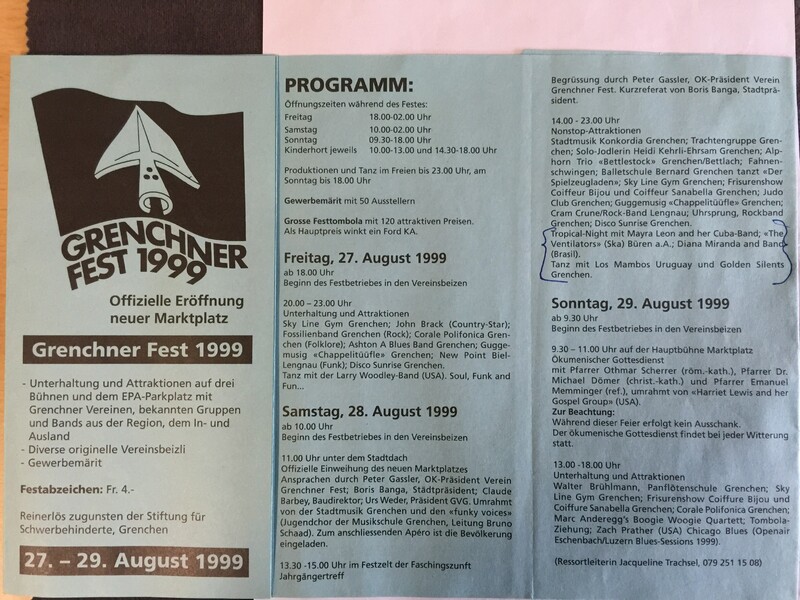 GRENCHNER
FEST 1999
Offizielle Eröffnung
neuer Marktplatz
Grenchner Fest 1999
- Unterhaltung und Attraktionen auf drei
Bühnen und dem EPA-Parkplatz mit
Grenchner Vereinen, bekannten Gruppen
und Bands aus der Region, dem In- und
Ausland
- Diverse originelle Vereinsbeizli
- Gewerbemärit
Festabzeichen: Fr. 4.-
Reinerlös zugunsten der Stiftung für
Schwerbehinderte, Grenchen
27. – 29. August 1999
PROGRAMM:
Öffnungszeiten während des Festes:
Freitag 18.00-02.00 Uhr
Samstag 10.00-02.00 Uhr
Sonntag 09.30-18.00 Uhr
Kinderhort jeweils 10.00-13.00 und 14.30-18.00 Uhr
Produktionen und Tanz im Freien bis 23.00 Uhr, am
Sonntag bis 18.00 Uhr
Gewerbemärit mit 50 Ausstellern
Grosse Festtombola mit 120 attraktiven Preisen.
Als Hauptpreis winkt ein Ford KA.
Freitag, 27. August 1999
ab 18.00 Uhr
Beginn des Festbetriebes in den Vereinsbeizen
20.00 – 23.00 Uhr
Unterhaltung und Attraktionen
Sky Line Gym Grenchen; John Brack (Country-Star);
Fossilienband Grenchen (Rock); Corale Polifonica Gren-
chen (Folklore); Ashton A Blues Band Grenchen; Gugge-
musig «Chappelitüüfle» Grenchen; New Point Biel-
Lengnau (Funk); Disco Sunrise Grenchen.
Tanz mit der Larry Woodley-Band (USA). Soul, Funk and
Fun...
Samstag, 28. August 1999
ab 10.00 Uhr
Beginn des Festbetriebes in den Vereinsbeizen
11.00 Uhr unter dem Stadtdach
Offizielle Einweihung des neuen Marktplatzes
Ansprachen durch Peter Gassler, OK-Präsident Verein
Grenchner Fest; Boris Banga, Städtpräsident; Claude
Barbey, Baudirektor; Urs Weder, Präsident GVG. Umrahmt
von der Stadtmusik Grenchen und den «funky voices»
(Jugendchor der Musikschule Grenchen, Leitung Bruno
Schaad). Zum anschliessenden Apéro ist die Bevölkerung
eingeladen.
13.30 -15.00 Uhr im Festzelt der Faschingszunft
Jahrgängertreff
Begrüssung durch Peter Gassler, OK-Präsident Verein
Grenchner Fest. Kurzreferat von Boris Banga, Stadtprä-
sident.
14.00 - 23.00 Uhr
Nonstop-Attraktionen
Stadtmusik Konkordia Grenchen; Trachtengruppe Gren-
chen; Solo-Jodlerin Heidi Kehrli-Ehrsam Grenchen; Alp-
horn Trio «Bettlestock» Grenchen/Bettlach; Fahnen-
schwingen; Balletschule Bernard Grenchen tanzt «Der
Spielzeugladen»; Sky Line Gym Grenchen; Frisurenshow
Coiffeur Bijou und Coiffeur Sanabella Grenchen; Judo
Club Grenchen; Guggemusig «Chappelitüüfle» Grenchen;
Cram Crune/Rock-Band Lengnau; Uhrsprung, Rockband
Grenchen; Disco Sunrise Grenchen.
Tropical-Night mit Mayra Leon and her Cuba-Band; «The
Ventilators» (Ska) Büren a.A.; Diana Miranda and Band
(Brasil).
Tanz mit Los Mambos Uruguay und Golden Silents
Grenchen.
Sonntag, 29. August 1999
ab 9.30 Uhr
Beginn des Festbetriebes in den Vereinsbeizen
9.30 – 11.00 Uhr auf der Hauptbühne Marktplatz
Ökumenischer Gottesdienst
mit Pfarrer Othmar Scherrer (röm.-kath.), Pfarrer Dr.
Michael Dömer (christ.-kath.) und Pfarrer Emanuel
Memminger (ref.), umrahmt von «Harriet Lewis and her
Gospel Group» (USA).
Zur Beachtung:
Während dieser Feier erfolgt kein Ausschank.
Der ökumenische Gottesdienst findet bei jeder Witterung
statt.
13.00 -18.00 Uhr
Unterhaltung und Attraktionen
Walter Brühlmann, Panflötenschule Grenchen; Sky
Line Gym Grenchen; Frisurenshow Coiffure Bijou und
Coiffure Sanabella Grenchen; Corale Polifonica Grenchen;
Marc Anderegg's Boogie Woogie Quartett; Tombola-
Ziehung; Zach Prather (USA) Chicago Blues (Openair
Eschenbach/Luzern Blues-Sessions 1999).
(Ressortleiterin Jacqueline Trachsel, 079 251 15 08)